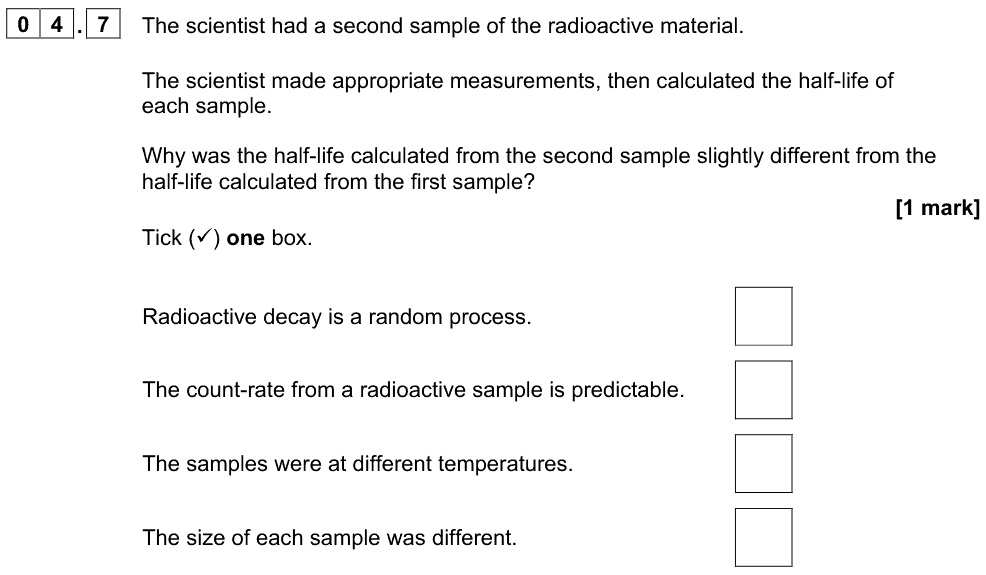 0 4 . 7 The scientist had a second sample of the radioactive material.
The scientist made appropriate measurements, then calculated the half-life of
each sample.
Why was the half-life calculated from the second sample slightly different from the
half-life calculated from the first sample?
[1 mark]
Tick (✓) one box.
Radioactive decay is a random process.
The count-rate from a radioactive sample is predictable.
The samples were at different temperatures.
The size of each sample was different.